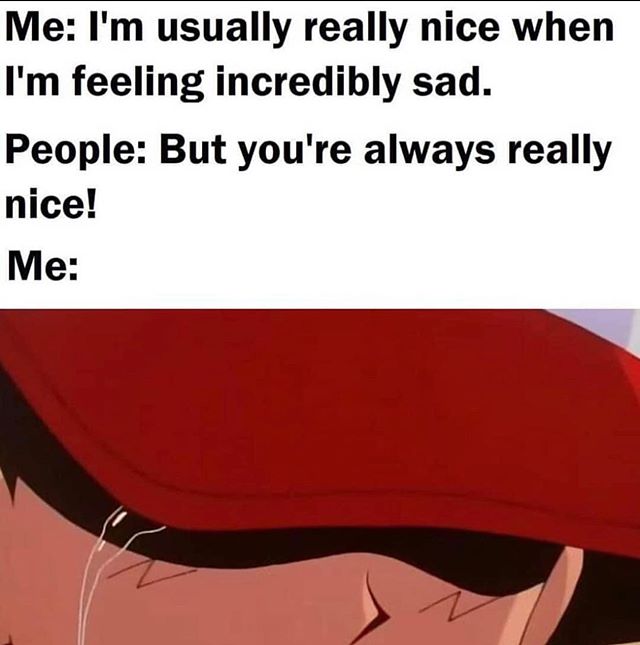 Me: I'm usually really nice when
I'm feeling incredibly sad.
People: But you're always really
nice!
Me: